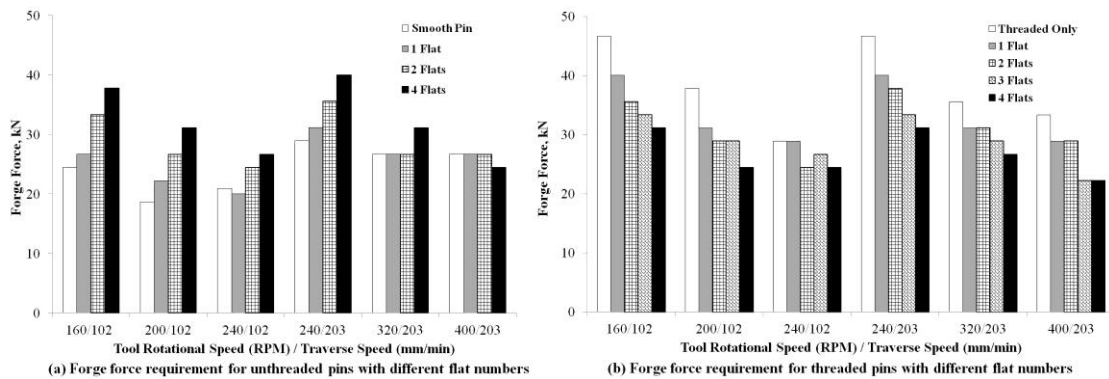 50
40
30
20
10
0
Forge Force, kN
Smooth Pin
1 Flat
2 Flats
4 Flats
160/102 200/102 240/102 240/203 320/203 400/203
Tool Rotational Speed (RPM) / Traverse Speed (mm/min)
(a) Forge force requirement for unthreaded pins with different flat numbers
50
40
30
20
10
0
Forge Force, kN
Threaded Only
1 Flat
2 Flats
3 Flats
4 Flats
160/102 200/102 240/102 240/203 320/203 400/203
Tool Rotational Speed (RPM) / Traverse Speed (mm/min)
(b) Forge force requirement for threaded pins with different flat numbers